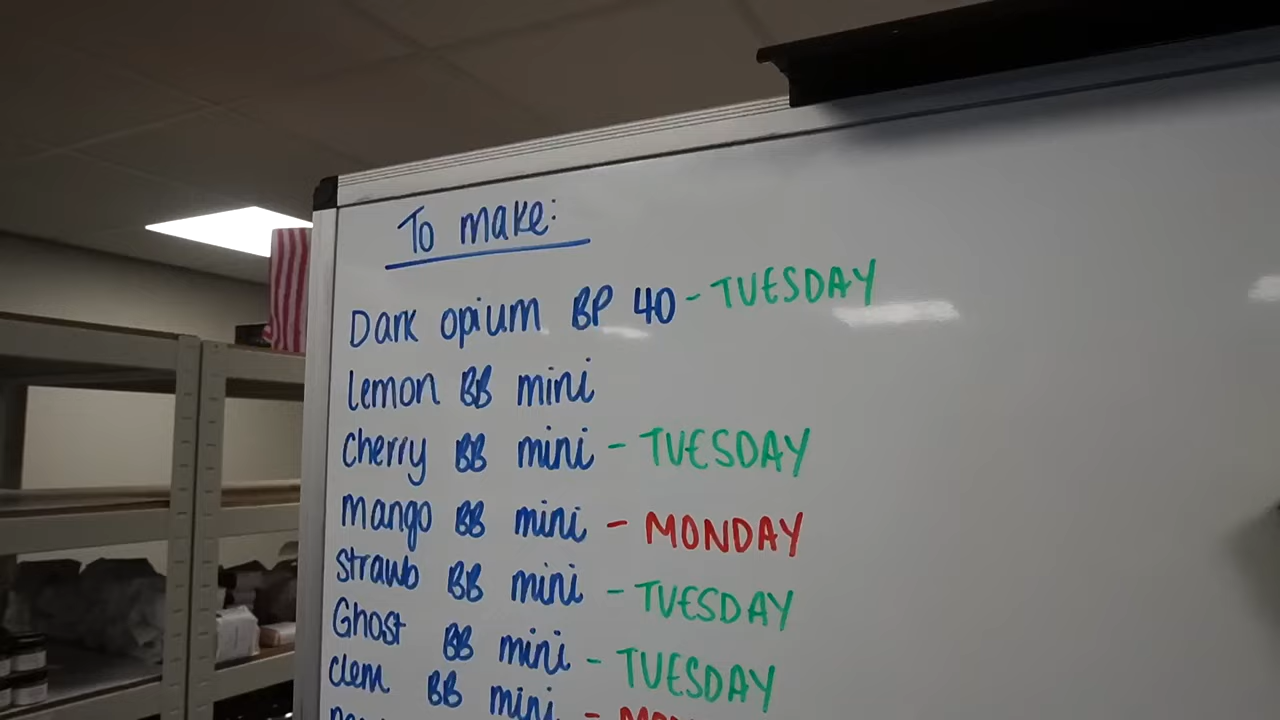 To make:
Dark opium BP 40 - TUESDAY
lemon BB mini
cherry BB mini - TUESDAY
mango BB mini - MONDAY
strawb BB mini - TUESDAY
Ghost BB mini - TUESDAY
clem BB mini -